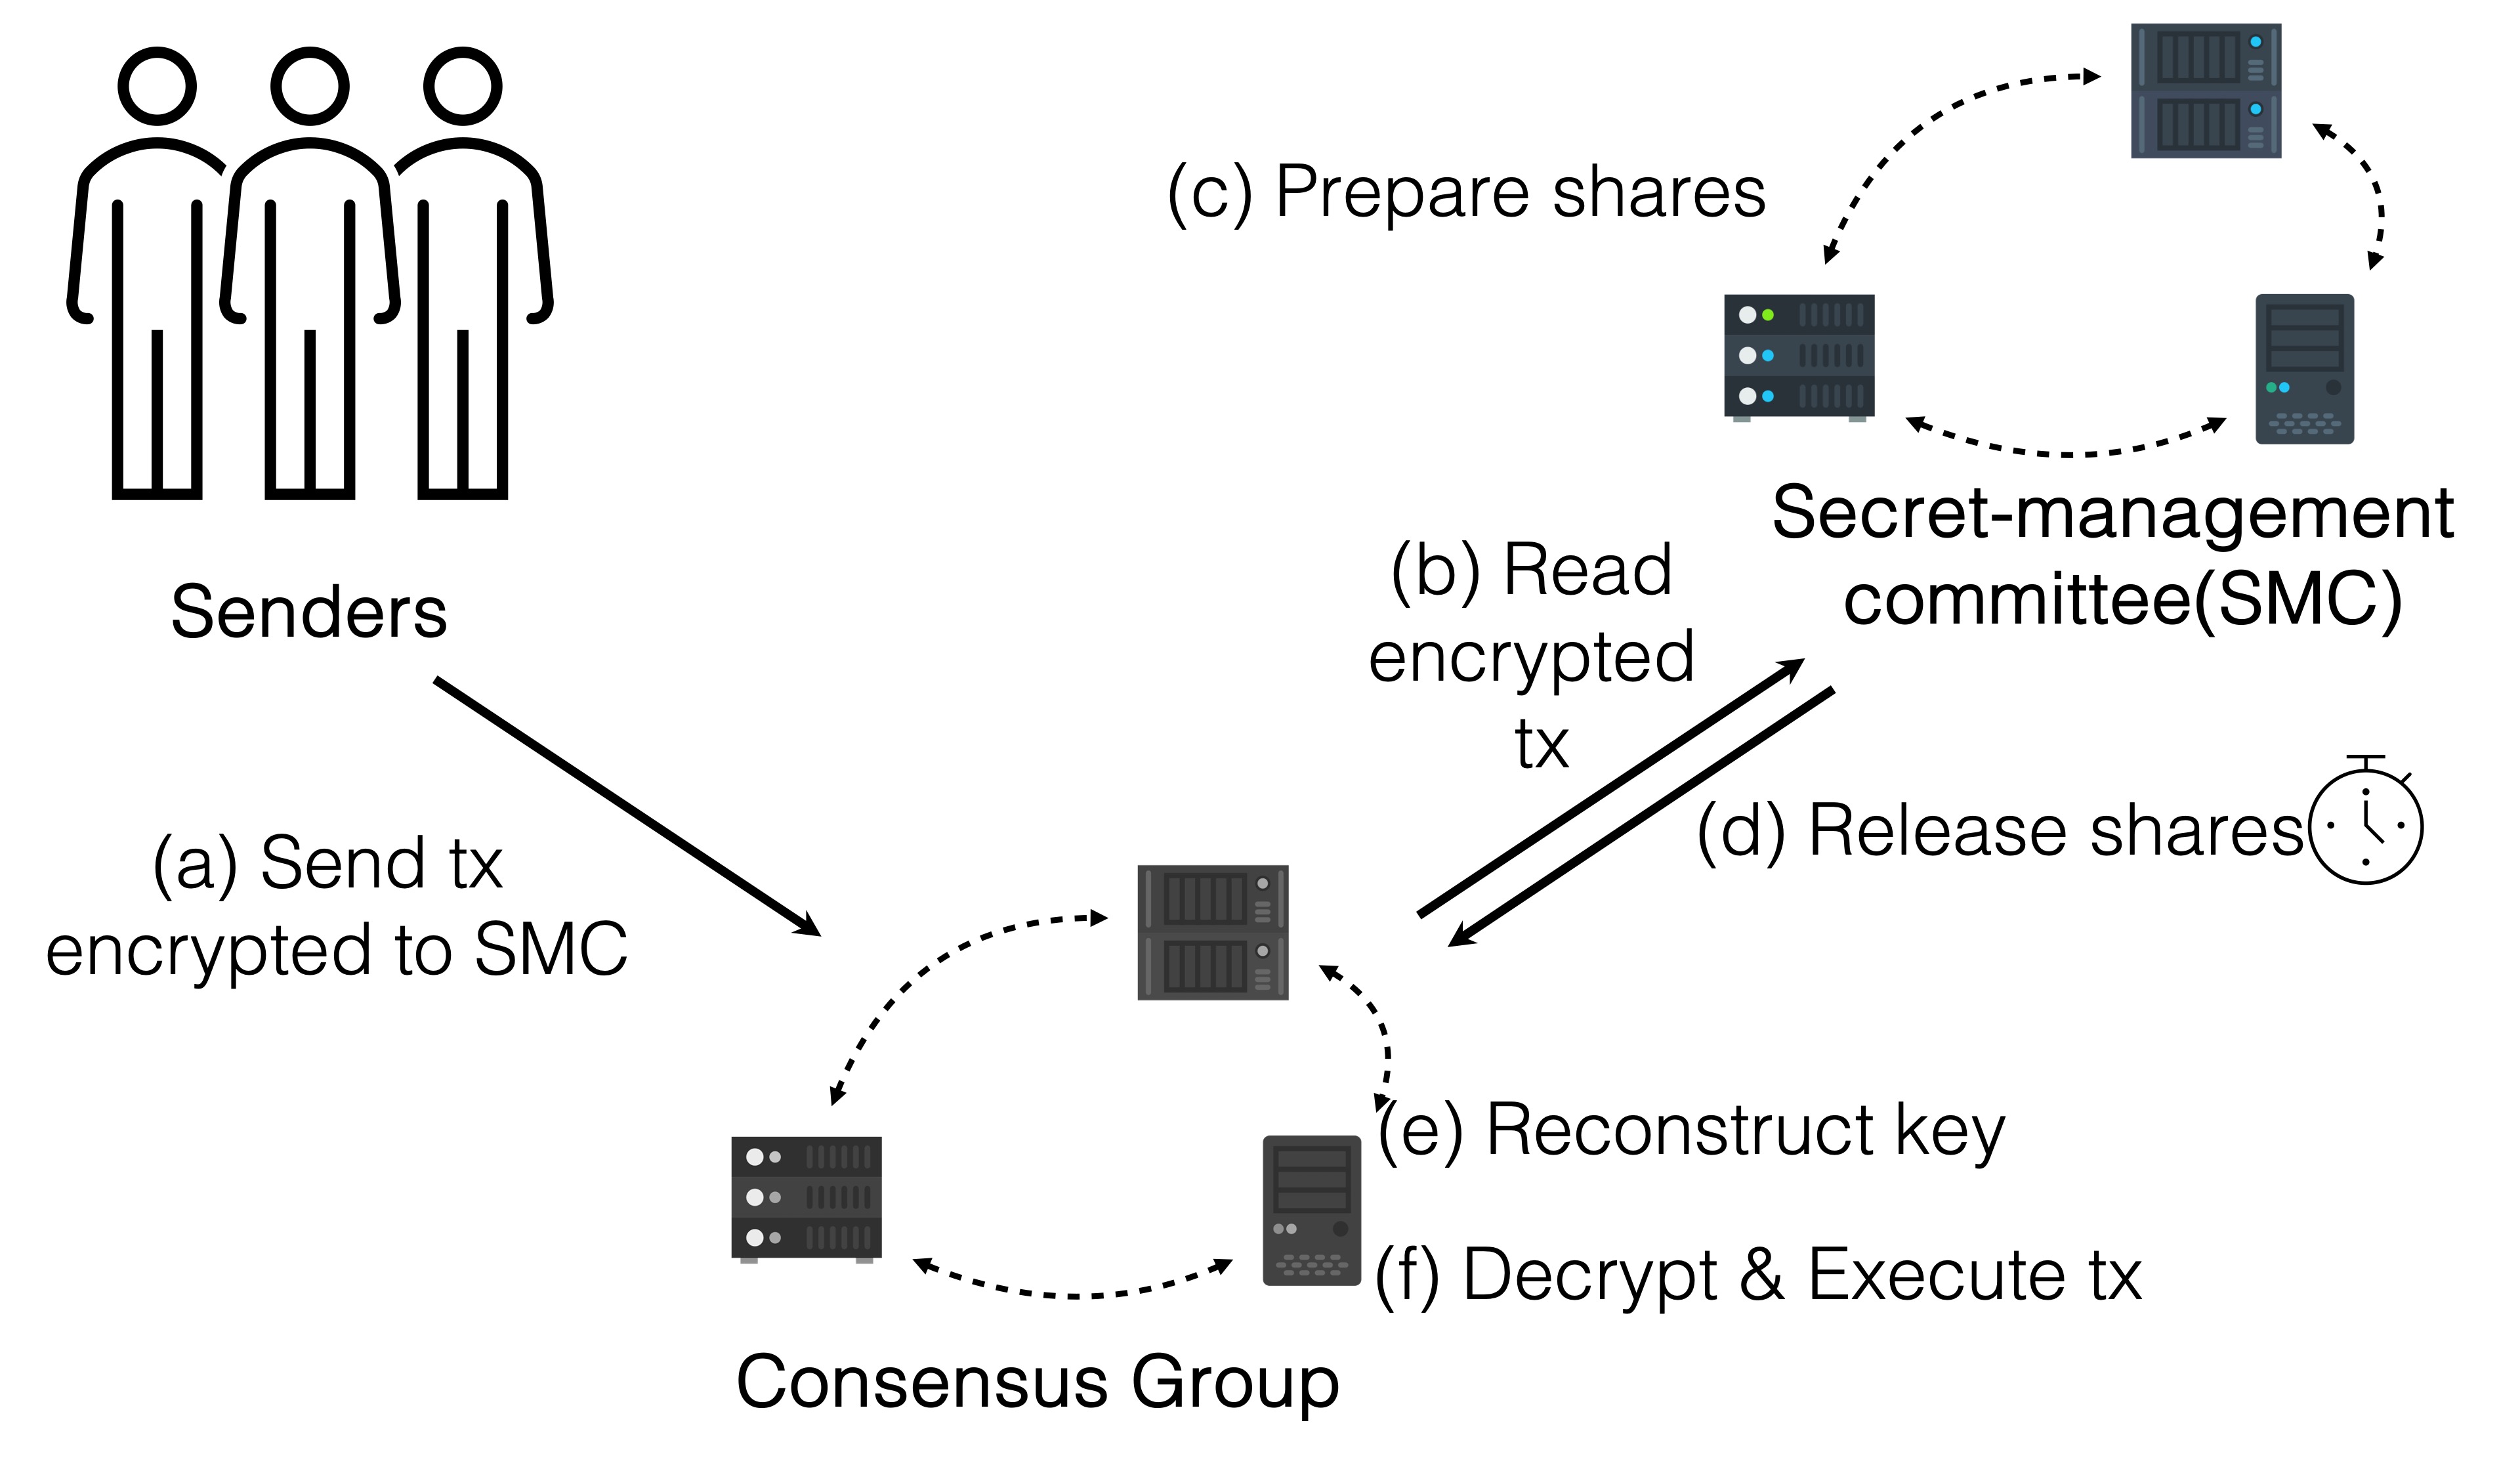 (c) Prepare shares
Secret-management
committee(SMC)
Senders
(b) Read
encrypted
tx
(a) Send tx
encrypted to SMC
(d) Release shares
(e) Reconstruct key
(f) Decrypt & Execute tx
Consensus Group